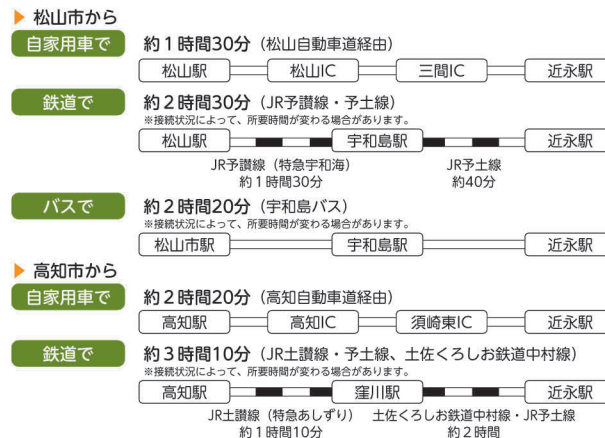 ▶ 松山市から
自家用車で 約1時間30分（松山自動車道経由）
松山駅 松山IC 三間IC 近永駅
鉄道で 約2時間30分（JR予讃線・予土線）
※接続状況によって、所要時間が変わる場合があります。
松山駅 宇和島駅 近永駅
JR予讃線（特急宇和海） JR予土線
約1時間30分 約40分
バスで 約2時間20分（宇和島バス）
※接続状況によって、所要時間が変わる場合があります。
松山市駅 宇和島駅 近永駅
▶ 高知市から
自家用車で 約2時間20分（高知自動車道経由）
高知駅 高知IC 須崎東IC 近永駅
鉄道で 約3時間10分（JR土讃線・予土線、土佐くろしお鉄道中村線）
※接続状況によって、所要時間が変わる場合があります。
高知駅 窪川駅 近永駅
JR土讃線（特急あしずり） 土佐くろしお鉄道中村線・JR予土線
約1時間10分 約2時間